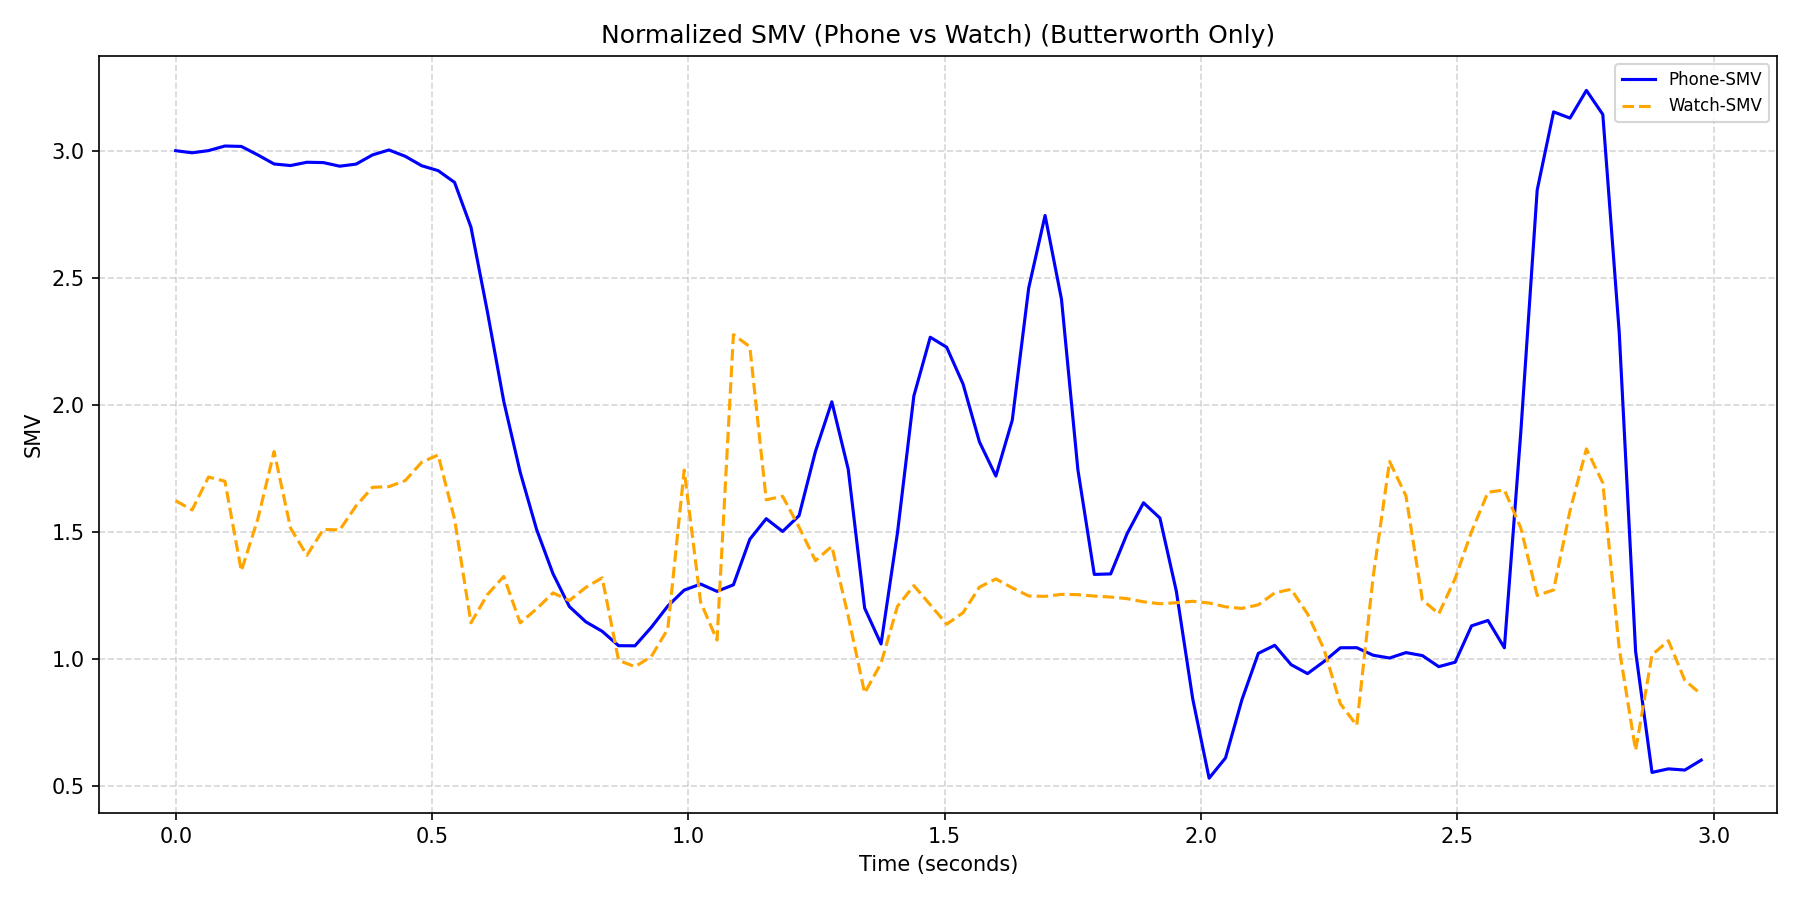 Normalized SMV (Phone vs Watch) (Butterworth Only)
Phone-SMV
Watch-SMV
SMV
3.0
2.5
2.0
1.5
1.0
0.5
0.0 0.5 1.0 1.5 2.0 2.5 3.0
Time (seconds)